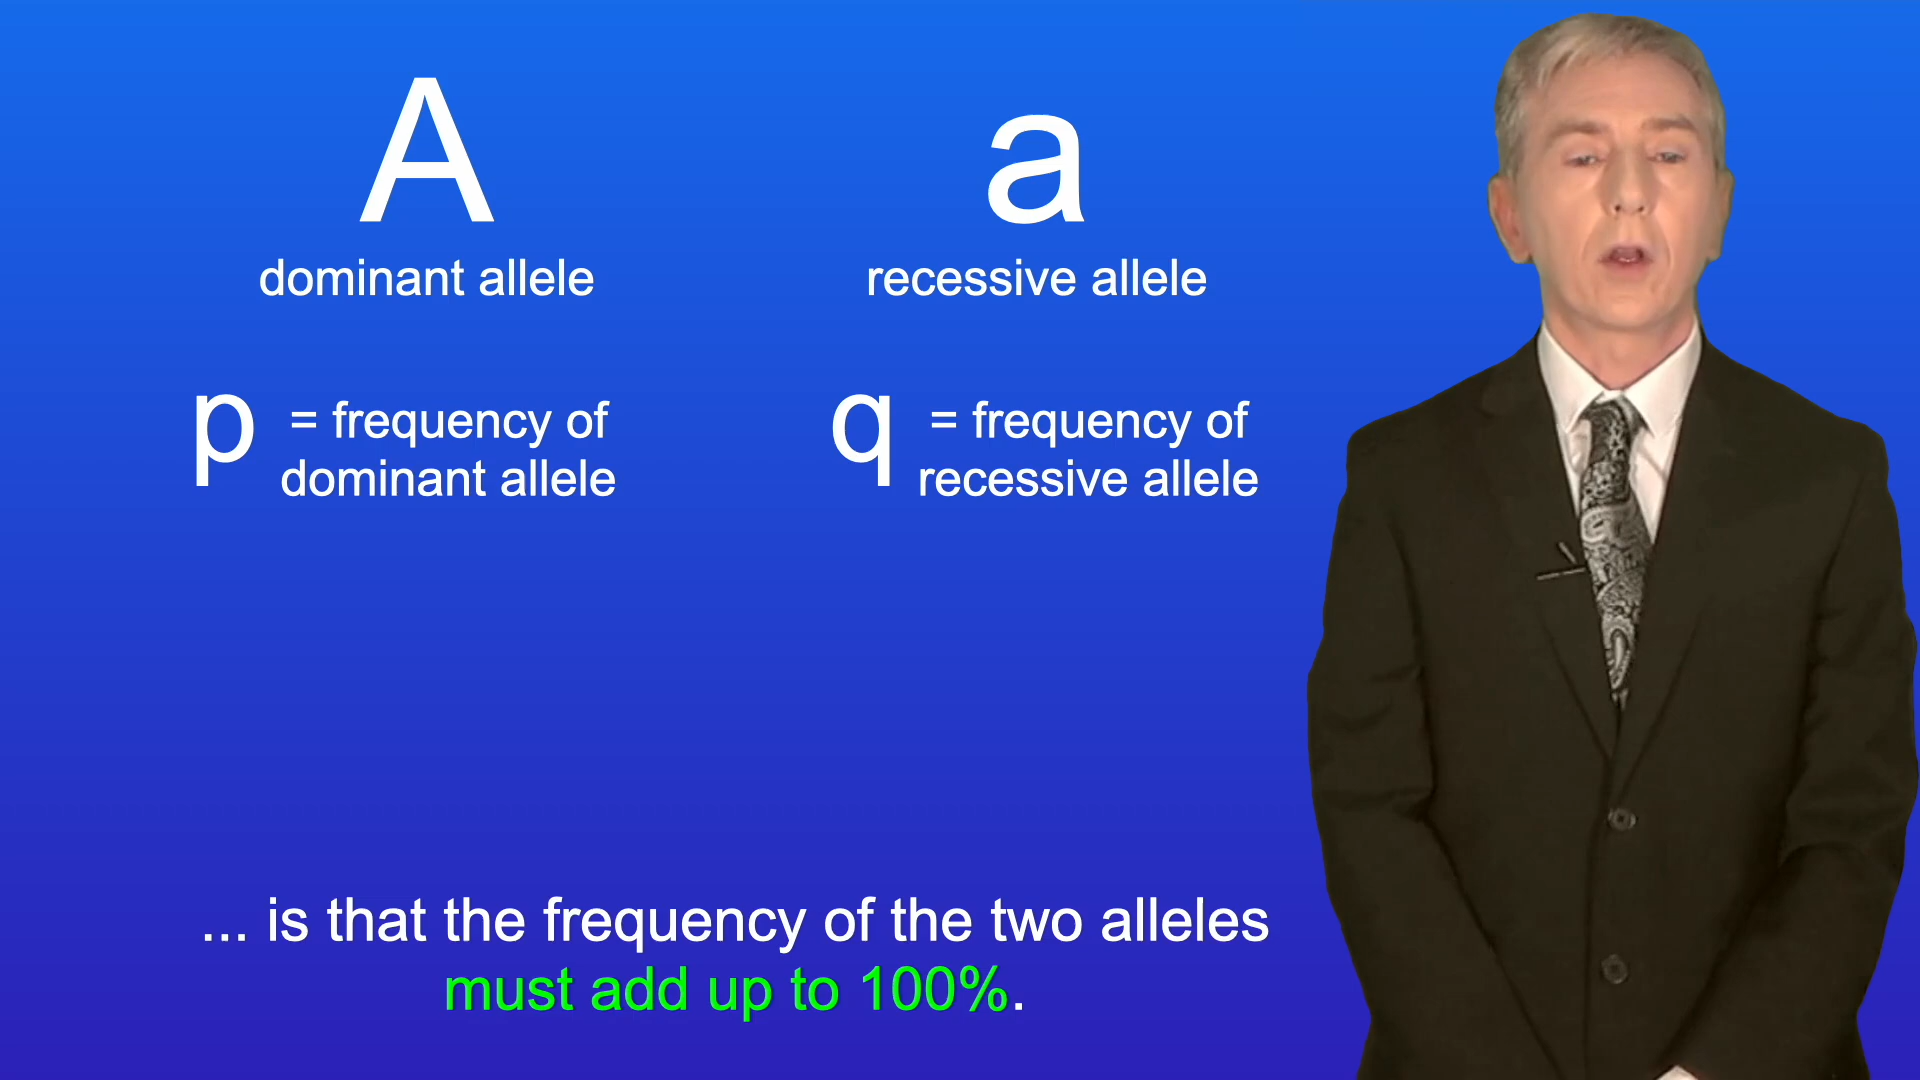 A
a
dominant allele
recessive allele
p = frequency of
dominant allele
q = frequency of
recessive allele
... is that the frequency of the two alleles
must add up to 100%.